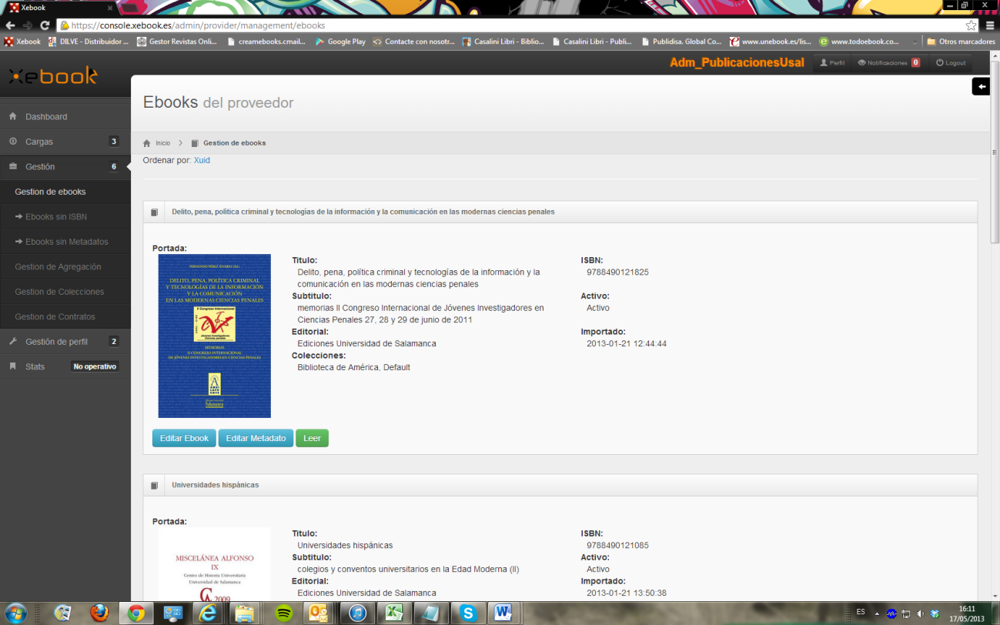 Xebook
https://console.xebook.es/admin/provider/management/ebooks
Xebook DILVE - Distribuidor ... Gestor Revistas Onli... creamebooks.cmail... Google Play Contacte con nosotr... Casalini Libri - Biblio... Casalini Libri - Publi... Publidisa. Global Co... www.unebook.es/lis... www.todoebook.co... Otros marcadores
xebook
Adm_PublicacionesUsal Perfil Notificaciones 0 Logout
Ebooks del proveedor
Dashboard
Cargas 3
Gestión 6
Gestion de ebooks
Ebooks sin ISBN
Ebooks sin Metadatos
Gestion de Agregación
Gestion de Colecciones
Gestion de Contratos
Gestión de perfil 2
Stats No operativo
Inicio Gestion de ebooks
Ordenar por: Xuid
Delito, pena, política criminal y tecnologías de la información y la comunicación en las modernas ciencias penales
Portada:
FERNANDO PÉREZ ÁLVAREZ (Ed.)
DELITO, PENA, POLÍTICA CRIMINAL
Y TECNOLOGÍAS DE LA INFORMACIÓN
Y LA COMUNICACIÓN
EN LAS MODERNAS CIENCIAS PENALES
II Congreso Internacional
Jóvenes Investigadores
Ciencias penales
MEMORIAS
II CONGRESO INTERNACIONAL
DE JÓVENES INVESTIGADORES EN CIENCIAS PENALES
Salamanca
Titulo:
Delito, pena, política criminal y tecnologías de la información y la
comunicación en las modernas ciencias penales
Subtitulo:
memorias II Congreso Internacional de Jóvenes Investigadores en
Ciencias Penales 27, 28 y 29 de junio de 2011
Editorial:
Ediciones Universidad de Salamanca
Colecciones:
Biblioteca de América, Default
ISBN:
9788490121825
Activo:
Activo
Importado:
2013-01-21 12:44:44
Editar Ebook Editar Metadato Leer
Universidades hispánicas
Portada:
MISCELÁNEA ALFONSO
IX
Centro de Historia Universitaria
Universidad de Salamanca
2009
Titulo:
Universidades hispánicas
Subtitulo:
colegios y conventos universitarios en la Edad Moderna (II)
Editorial:
Ediciones Universidad de Salamanca
ISBN:
9788490121085
Activo:
Activo
Importado:
2013-01-21 13:50:38
ES
16:11
17/05/2013